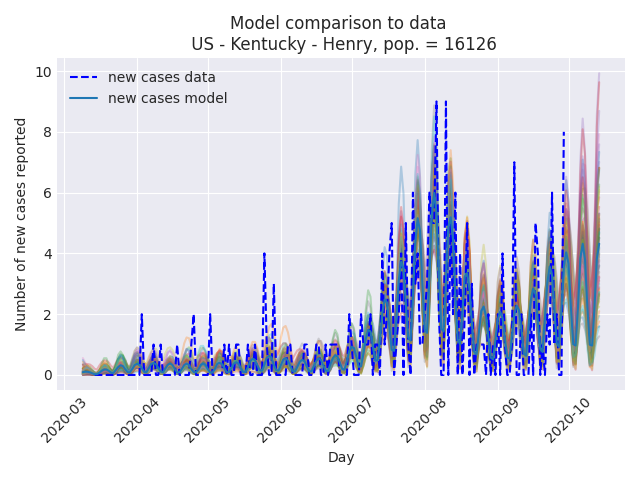 Model comparison to data
US - Kentucky - Henry, pop. = 16126
new cases data
new cases model
Number of new cases reported
10
8
6
4
2
0
2020-03
2020-04
2020-05
2020-06
2020-07
2020-08
2020-09
2020-10
Day